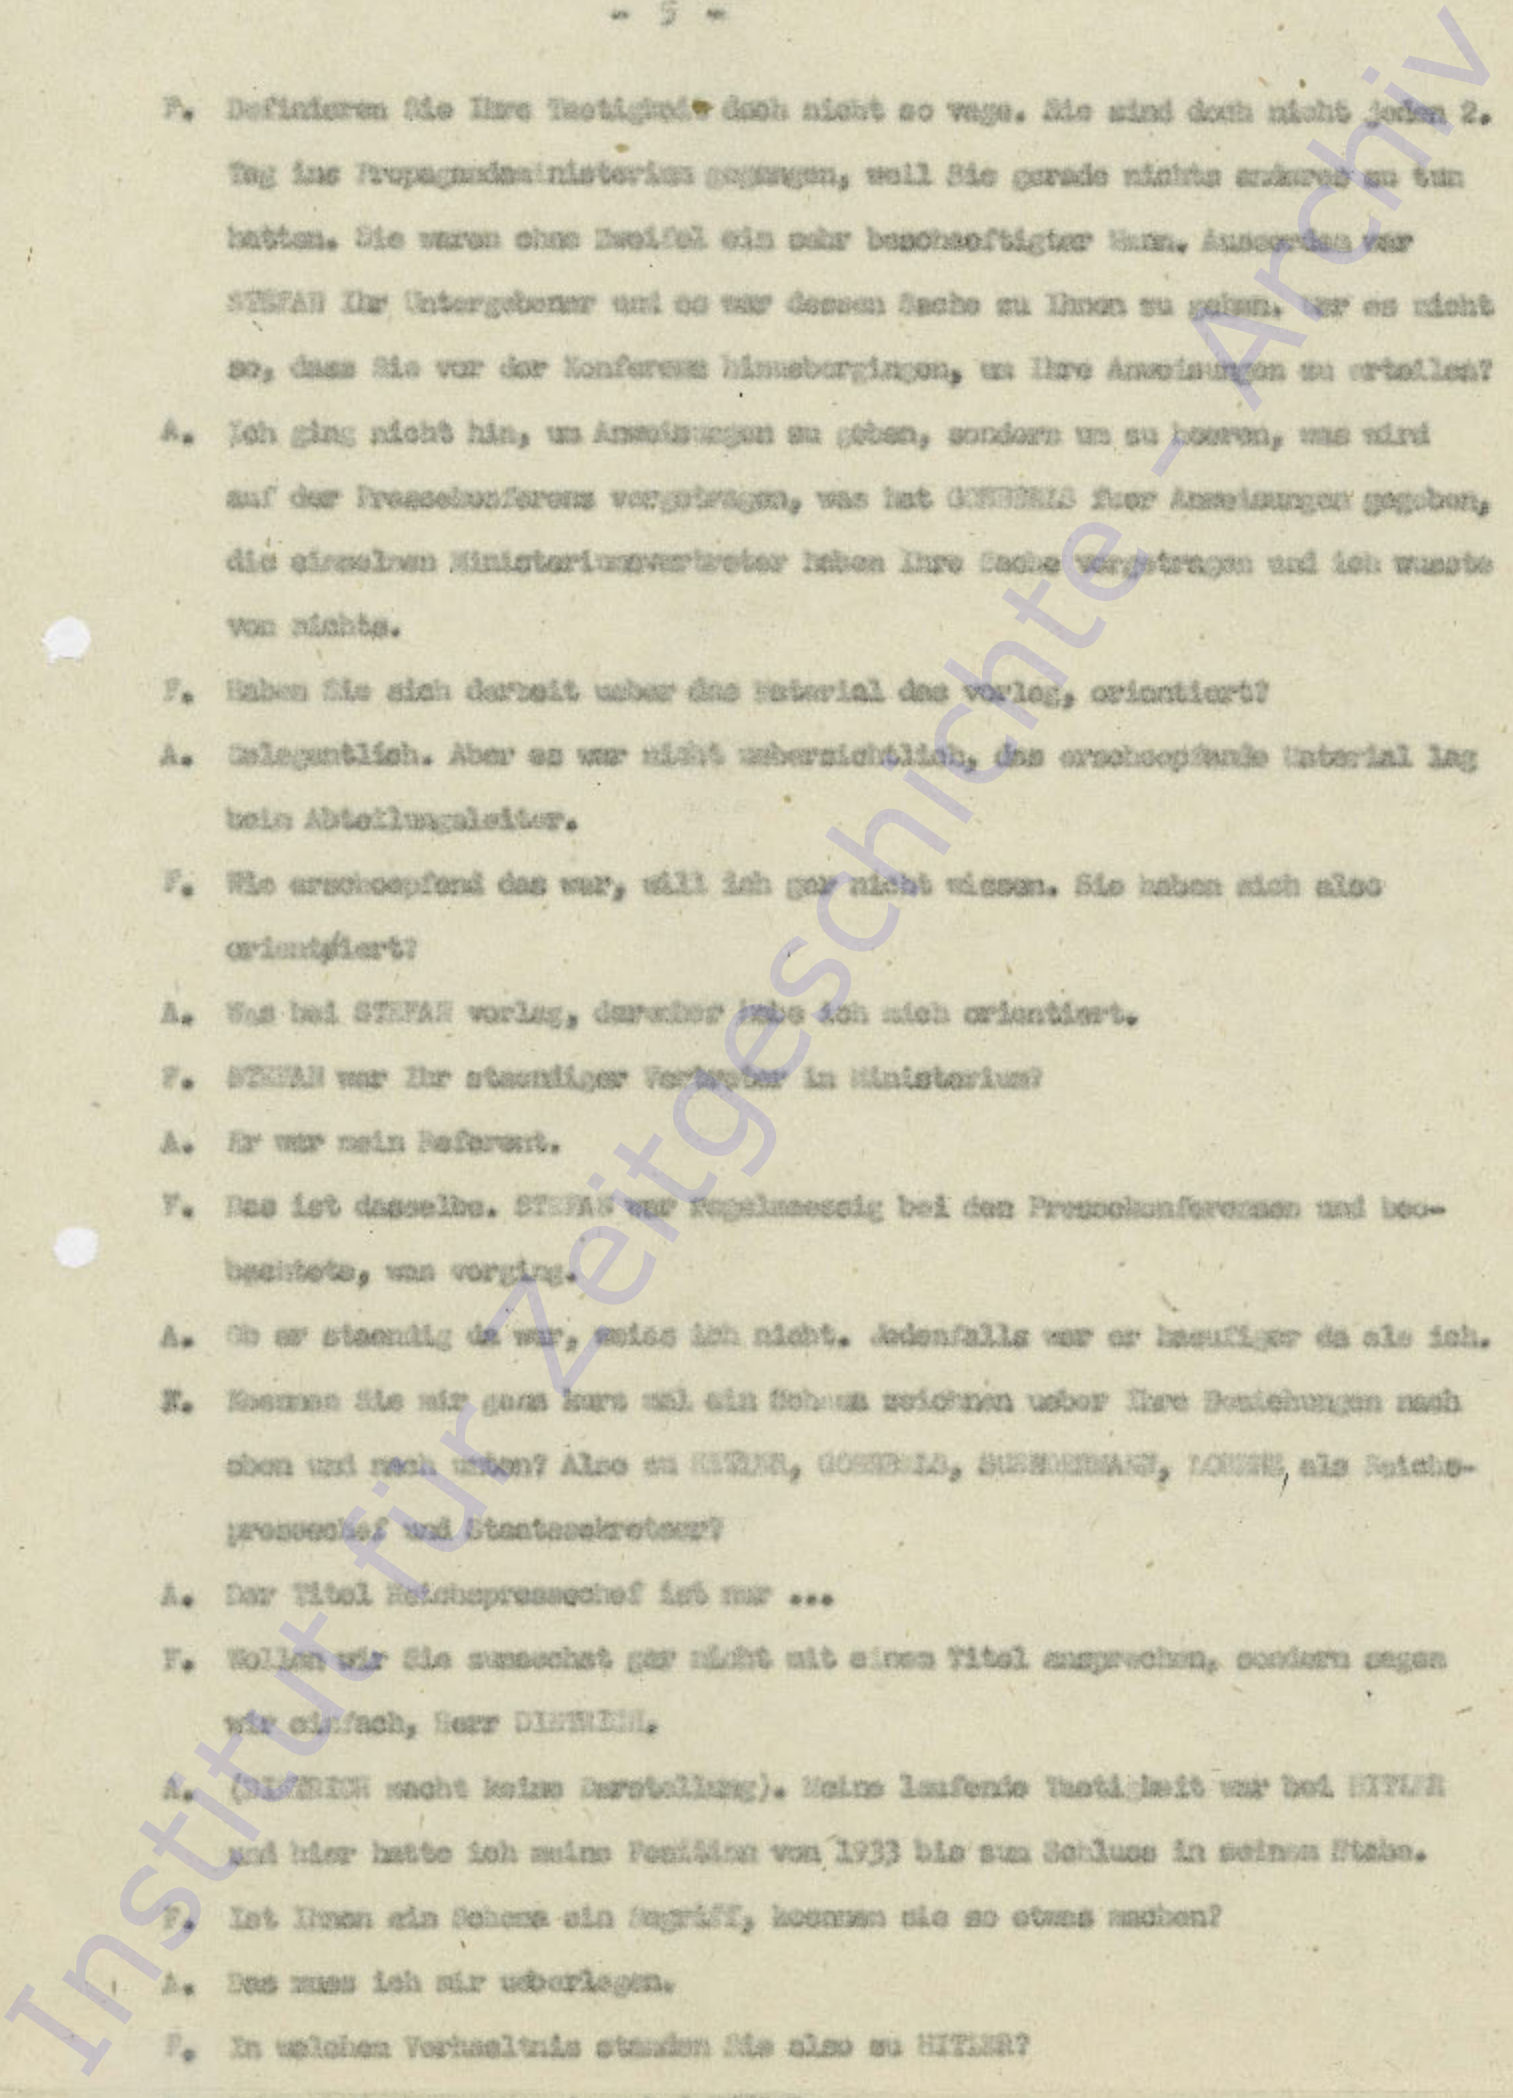 - 5 -
F. Definieren Sie Ihre Taetigkeit doch nicht so vage. Sie sind doch nicht jeden 2.
Tag ins Propagandaministerium gegangen, weil Sie gerade nichts anderes zu tun
hatten. Sie waren ohne Zweifel ein sehr beschaeftigter Mann. Ausserdem war
STEFAN Ihr Untergebener und es war dessen Sache zu Ihnen zu gehen. War es nicht
so, dass Sie vor der Konferenz hinuebergingen, um Ihre Anweisungen zu erteilen?
A. Ich ging nicht hin, um Anweisungen zu geben, sondern um zu hoeren, was wird
auf der Pressekonferenz vorgetragen, was hat GOEBBELS fuer Anweisungen gegeben,
die einzelnen Ministeriumsvertreter haben Ihre Sache vorgetragen und ich wusste
von nichts.
F. Haben Sie sich derzeit ueber das Material das vorlag, orientiert?
A. Gelegentlich. Aber es war nicht uebersichtlich, das erschoepfende Material lag
beim Abteilungsleiter.
F. Wie erschoepfend das war, will ich gar nicht wissen. Sie haben sich also
orientiert?
A. Was bei STEFAN vorlag, darueber habe ich mich orientiert.
F. STEFAN war Ihr staendiger Vertreter in Ministerium?
A. Er war mein Referent.
F. Das ist dasselbe. STEFAN war regelmaessig bei den Pressekonferenzen und beo-
bachtete, was vorging.
A. Ob er staendig da war, weiss ich nicht. Jedenfalls war er haeufiger da als ich.
F. Koennen Sie mir ganz kurz mal ein Schema zeichnen ueber Ihre Beziehungen nach
oben und nach unten? Also zu HITLER, GOEBBELS, SUENDERMANN, LORENZ, als Reichs-
pressechef und Staatssekretaer?
A. Der Titel Reichspressechef ist nur ...
F. Wollen wir Sie zunaechst gar nicht mit einem Titel ansprechen, sondern sagen
wir einfach, Herr DIETRICH.
A. (DIETRICH macht keine Darstellung). Meine laufende Taetigkeit war bei HITLER
und hier hatte ich meine Position von 1933 bis zum Schluss in seinem Stabe.
F. Ist Ihnen ein Schema ein Begriff, koennen sie so etwas machen?
A. Das muss ich mir ueberlegen.
F. In welchem Verhaeltnis standen Sie also zu HITLER?
Institut für Zeitgeschichte - Archiv